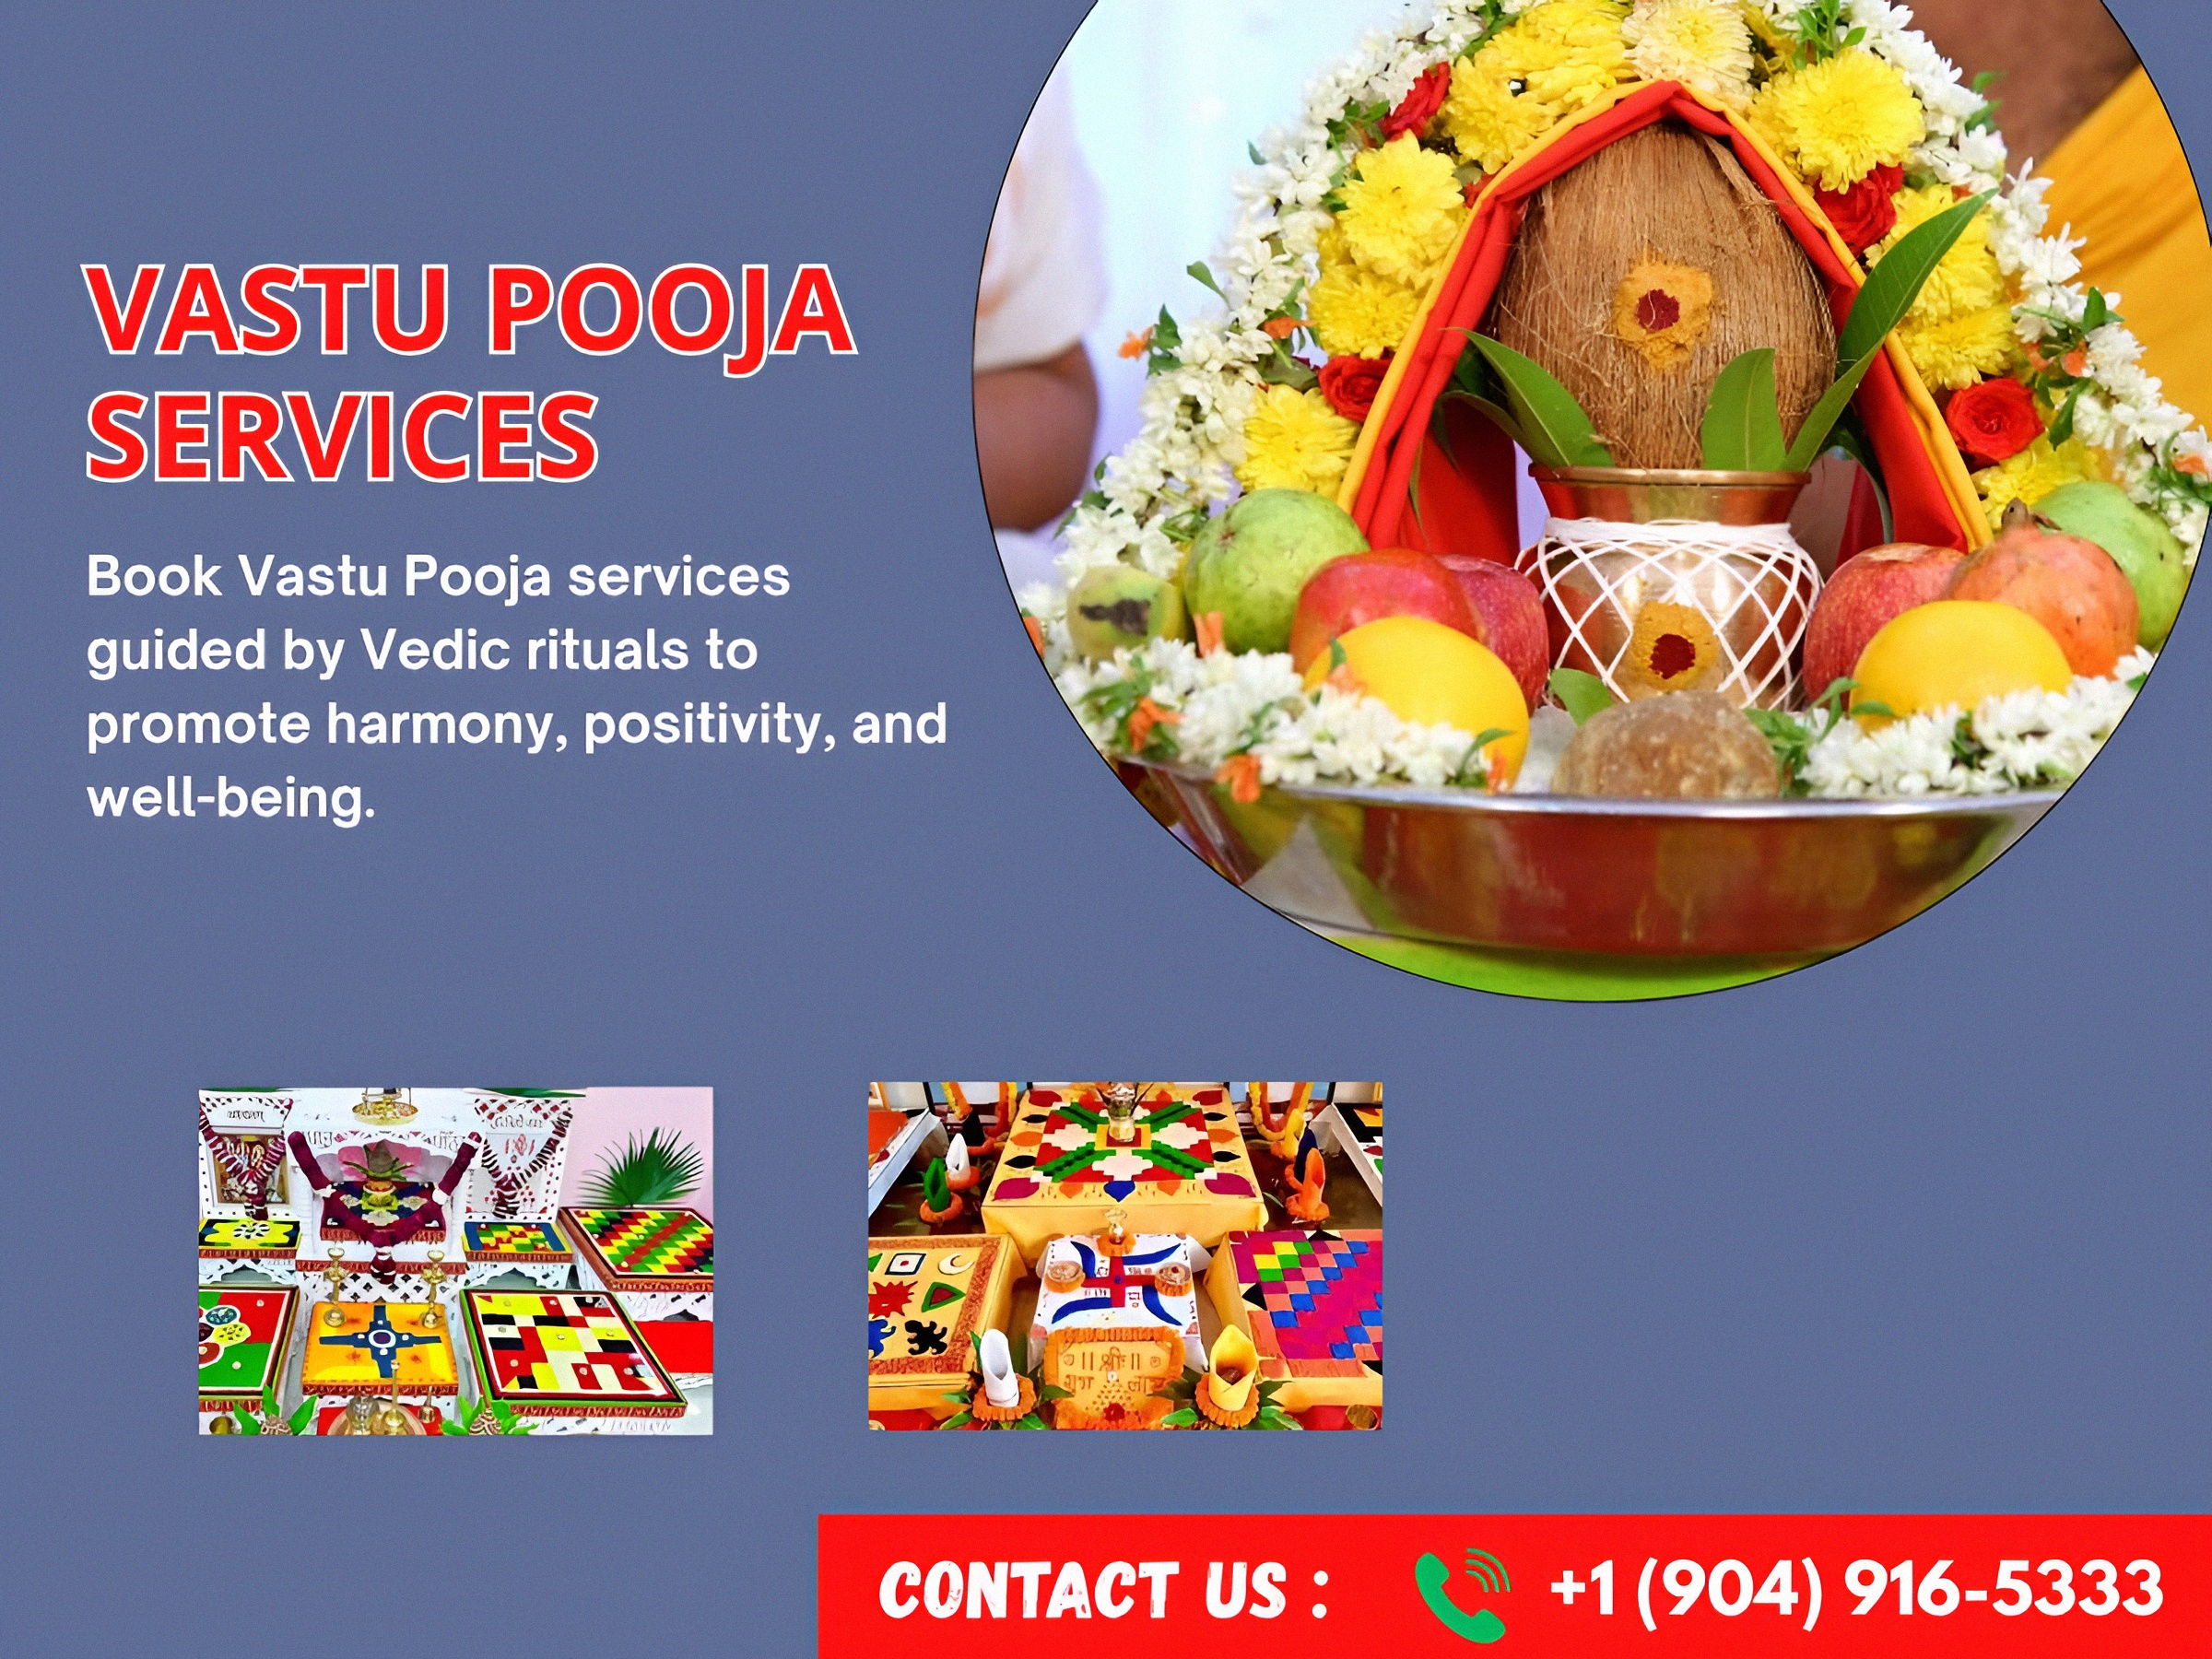 VASTU POOJA
SERVICES
Book Vastu Pooja services
guided by Vedic rituals to
promote harmony, positivity, and
well-being.
॥ श्रीः ॥
CONTACT US :
+1 (904) 916-5333